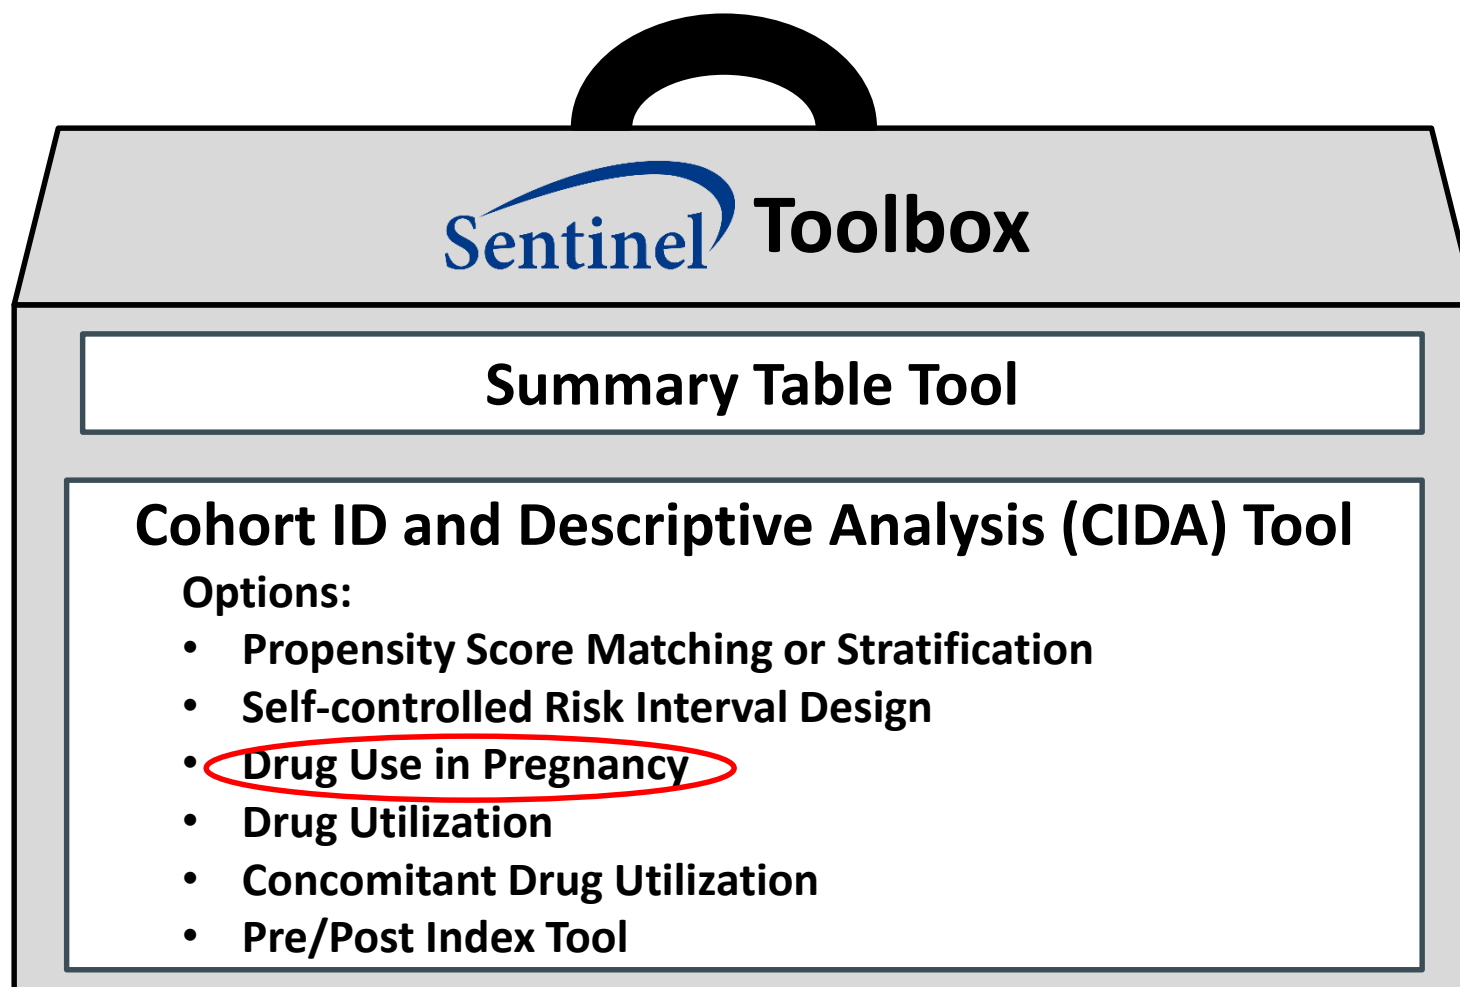 Sentinel Toolbox
Summary Table Tool
Cohort ID and Descriptive Analysis (CIDA) Tool
Options:
• Propensity Score Matching or Stratification
• Self-controlled Risk Interval Design
• Drug Use in Pregnancy
• Drug Utilization
• Concomitant Drug Utilization
• Pre/Post Index Tool